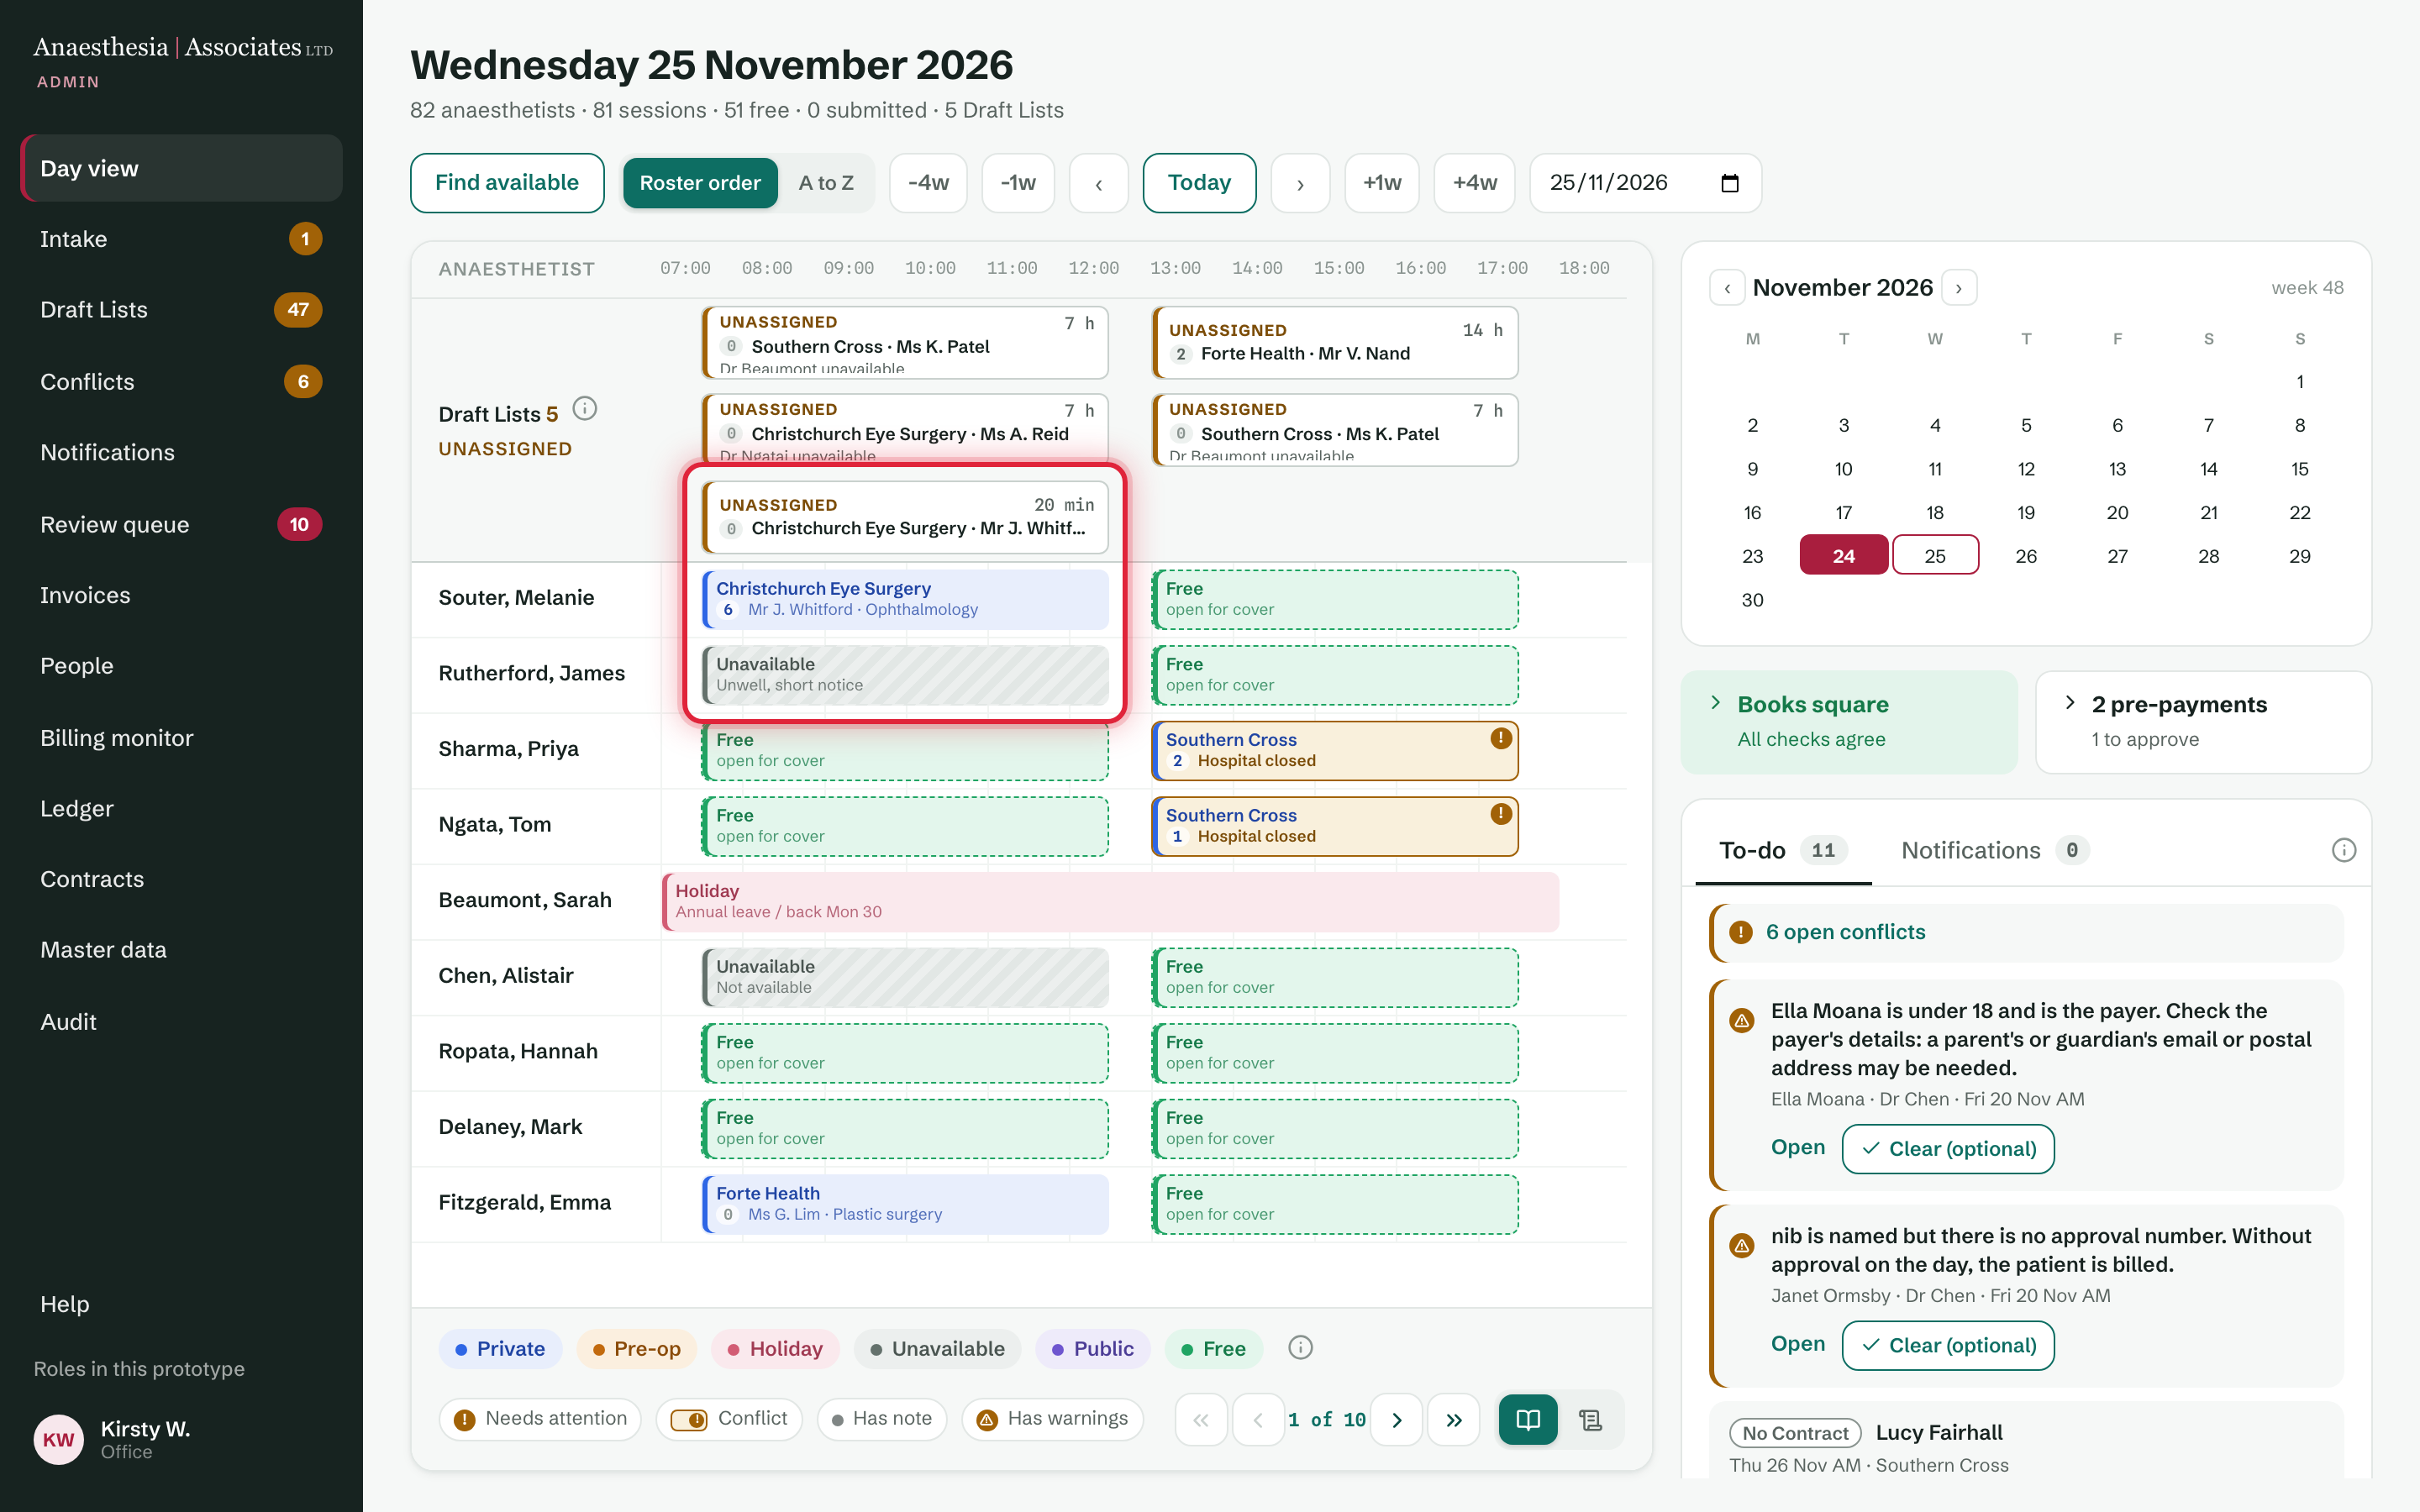 Anaesthesia | Associates LTD
ADMIN
Day view
Intake 1
Draft Lists 47
Conflicts 6
Notifications
Review queue 10
Invoices
People
Billing monitor
Ledger
Contracts
Master data
Audit
Help
Roles in this prototype
KW Kirsty W.
Office
Wednesday 25 November 2026
82 anaesthetists · 81 sessions · 51 free · 0 submitted · 5 Draft Lists
Find available Roster order A to Z -4w -1w ‹ Today › +1w +4w 25/11/2026
ANAESTHETIST 07:00 08:00 09:00 10:00 11:00 12:00 13:00 14:00 15:00 16:00 17:00 18:00
Draft Lists 5
UNASSIGNED
UNASSIGNED 7 h
0 Southern Cross · Ms K. Patel
Dr Beaumont unavailable
UNASSIGNED 14 h
2 Forte Health · Mr V. Nand
UNASSIGNED 7 h
0 Christchurch Eye Surgery · Ms A. Reid
Dr Ngatai unavailable
UNASSIGNED 7 h
0 Southern Cross · Ms K. Patel
Dr Beaumont unavailable
UNASSIGNED 20 min
0 Christchurch Eye Surgery · Mr J. Whitf...
Souter, Melanie
Christchurch Eye Surgery
6 Mr J. Whitford · Ophthalmology
Free
open for cover
Rutherford, James
Unavailable
Unwell, short notice
Free
open for cover
Sharma, Priya
Free
open for cover
Southern Cross
2 Hospital closed
Ngata, Tom
Free
open for cover
Southern Cross
1 Hospital closed
Beaumont, Sarah
Holiday
Annual leave / back Mon 30
Chen, Alistair
Unavailable
Not available
Free
open for cover
Ropata, Hannah
Free
open for cover
Free
open for cover
Delaney, Mark
Free
open for cover
Free
open for cover
Fitzgerald, Emma
Forte Health
0 Ms G. Lim · Plastic surgery
Free
open for cover
Private Pre-op Holiday Unavailable Public Free
Needs attention Conflict Has note Has warnings « ‹ 1 of 10 › »
‹ November 2026 › week 48
M T W T F S S
1
2 3 4 5 6 7 8
9 10 11 12 13 14 15
16 17 18 19 20 21 22
23 24 25 26 27 28 29
30
Books square
All checks agree
2 pre-payments
1 to approve
To-do 11 Notifications 0
6 open conflicts
Ella Moana is under 18 and is the payer. Check the
payer's details: a parent's or guardian's email or postal
address may be needed.
Ella Moana · Dr Chen · Fri 20 Nov AM
Open Clear (optional)
nib is named but there is no approval number. Without
approval on the day, the patient is billed.
Janet Ormsby · Dr Chen · Fri 20 Nov AM
Open Clear (optional)
No Contract Lucy Fairhall
Thu 26 Nov AM · Southern Cross